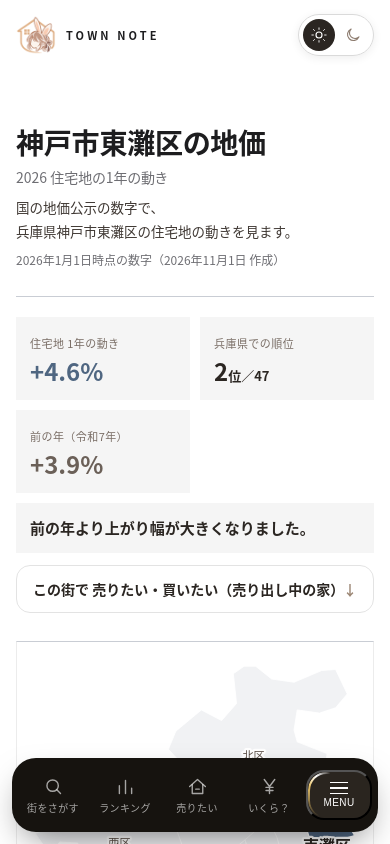 TOWN NOTE
神戸市東灘区の地価
2026 住宅地の1年の動き
国の地価公示の数字で、
兵庫県神戸市東灘区の住宅地の動きを見ます。
2026年1月1日時点の数字（2026年11月1日 作成）
住宅地 1年の動き
+4.6%
兵庫県での順位
2位／47
前の年（令和7年）
+3.9%
前の年より上がり幅が大きくなりました。
この街で 売りたい・買いたい（売り出し中の家）↓
北区
街をさがす
ランキング
売りたい
いくら？
MENU
西区
東灘区